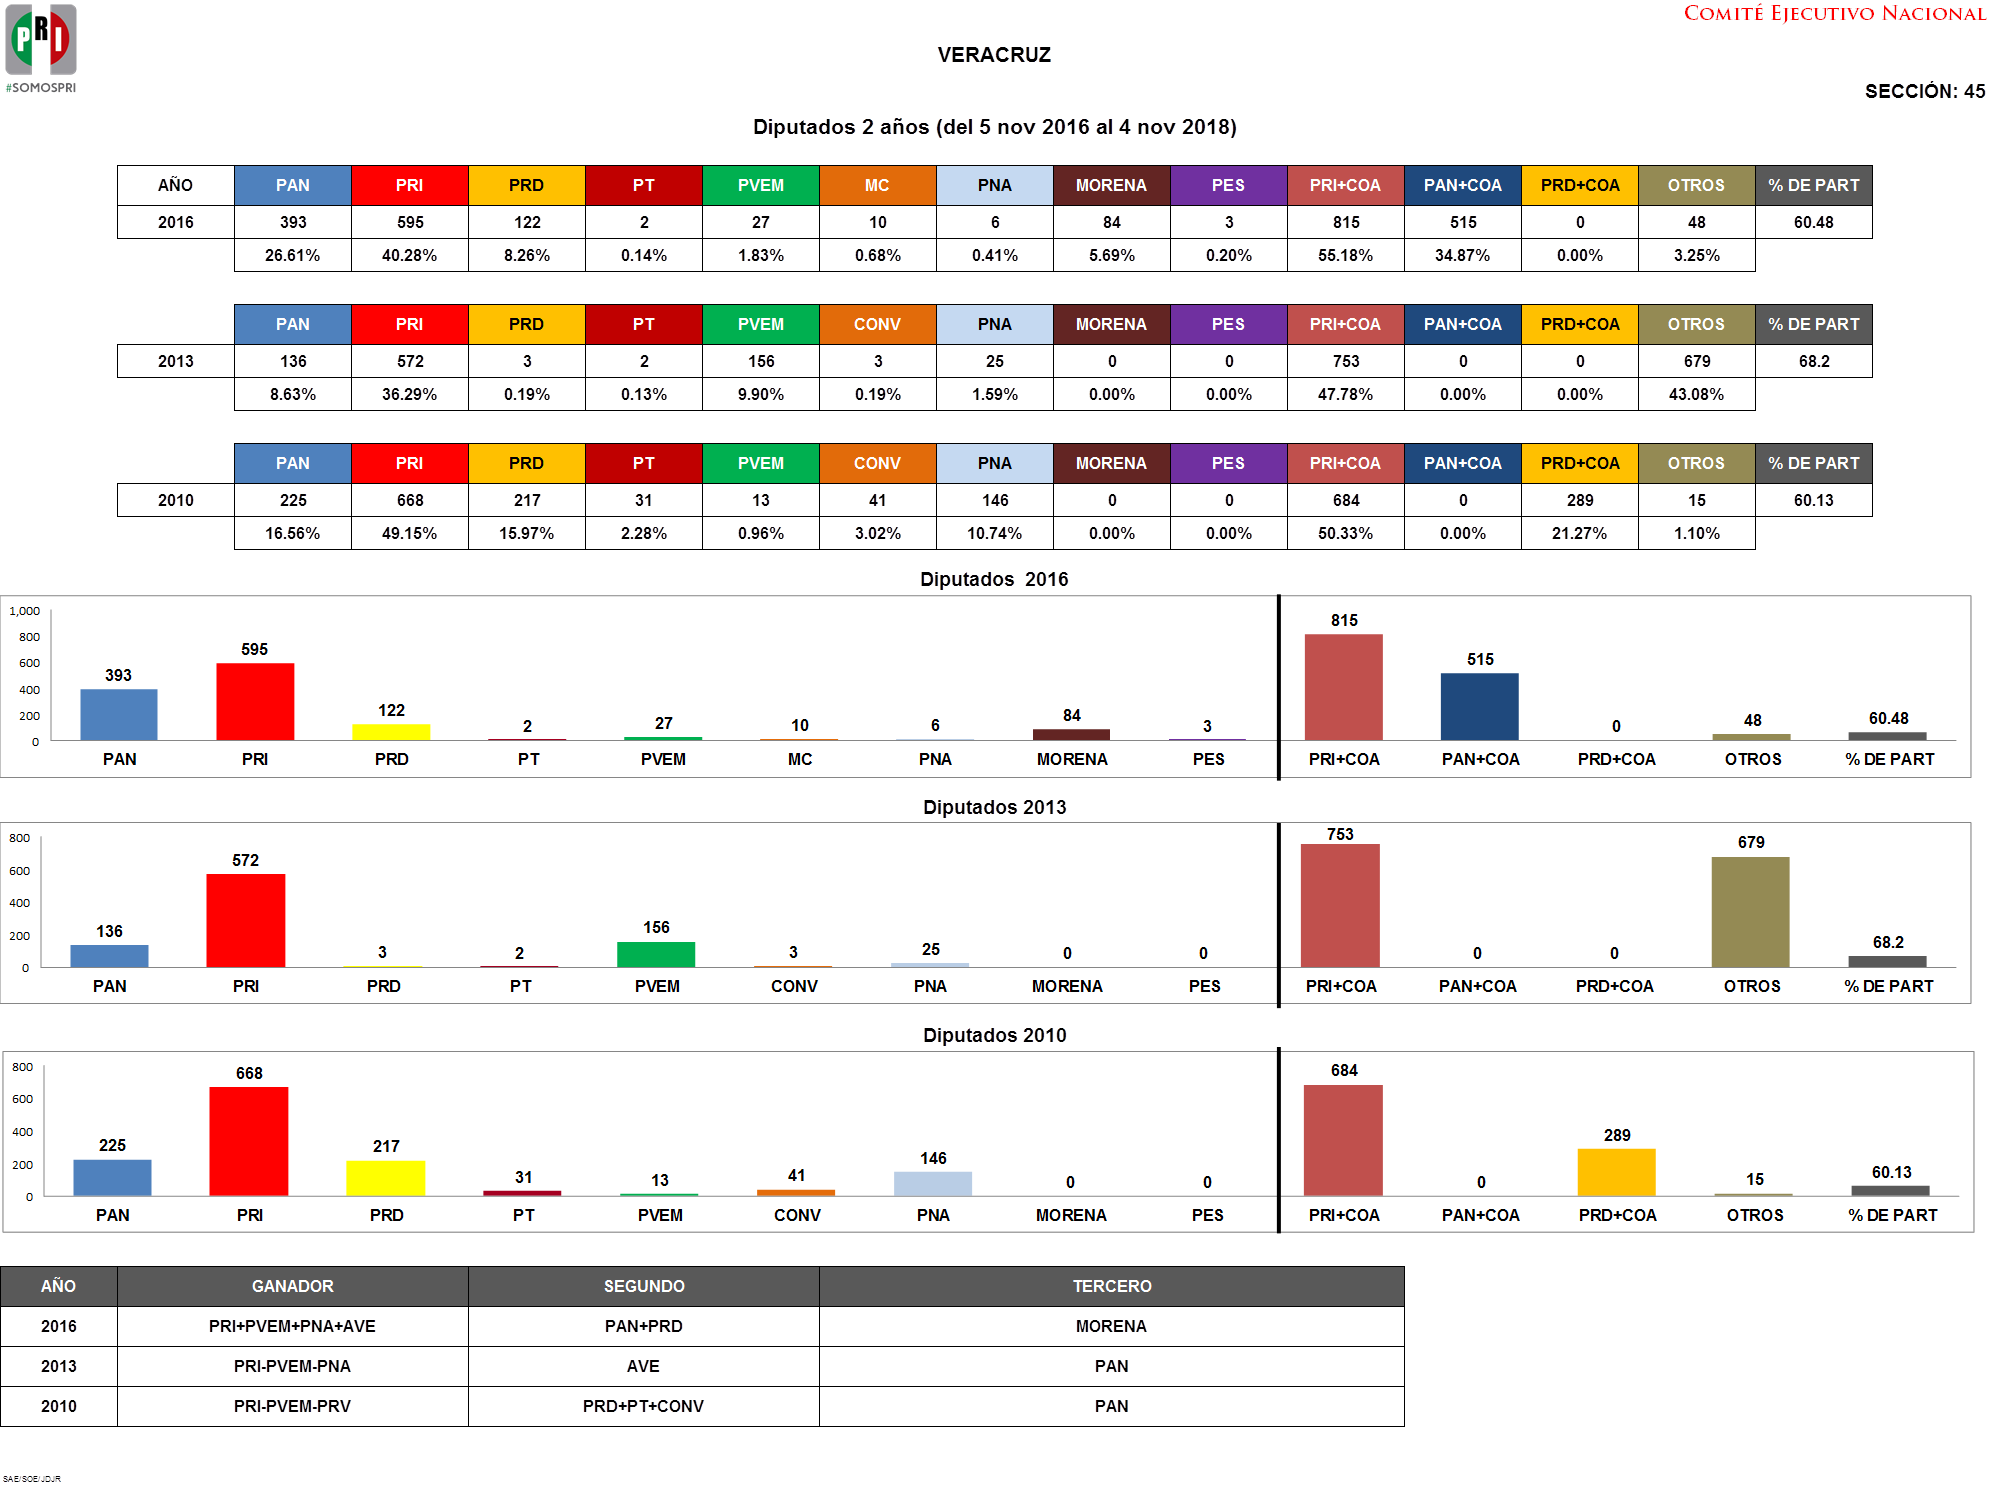 PRI
#SOMOSPRI
COMITÉ EJECUTIVO NACIONAL
VERACRUZ
SECCIÓN: 45
Diputados 2 años (del 5 nov 2016 al 4 nov 2018)
AÑO PAN PRI PRD PT PVEM MC PNA MORENA PES PRI+COA PAN+COA PRD+COA OTROS % DE PART
2016 393 595 122 2 27 10 6 84 3 815 515 0 48 60.48
26.61% 40.28% 8.26% 0.14% 1.83% 0.68% 0.41% 5.69% 0.20% 55.18% 34.87% 0.00% 3.25%
PAN PRI PRD PT PVEM CONV PNA MORENA PES PRI+COA PAN+COA PRD+COA OTROS % DE PART
2013 136 572 3 2 156 3 25 0 0 753 0 0 679 68.2
8.63% 36.29% 0.19% 0.13% 9.90% 0.19% 1.59% 0.00% 0.00% 47.78% 0.00% 0.00% 43.08%
PAN PRI PRD PT PVEM CONV PNA MORENA PES PRI+COA PAN+COA PRD+COA OTROS % DE PART
2010 225 668 217 31 13 41 146 0 0 684 0 289 15 60.13
16.56% 49.15% 15.97% 2.28% 0.96% 3.02% 10.74% 0.00% 0.00% 50.33% 0.00% 21.27% 1.10%
Diputados 2016
1,000
800
600
400
200
0
393 595 122 2 27 10 6 84 3 815 515 0 48 60.48
PAN PRI PRD PT PVEM MC PNA MORENA PES PRI+COA PAN+COA PRD+COA OTROS % DE PART
Diputados 2013
800
600
400
200
0
136 572 3 2 156 3 25 0 0 753 0 0 679 68.2
PAN PRI PRD PT PVEM CONV PNA MORENA PES PRI+COA PAN+COA PRD+COA OTROS % DE PART
Diputados 2010
800
600
400
200
0
225 668 217 31 13 41 146 0 0 684 0 289 15 60.13
PAN PRI PRD PT PVEM CONV PNA MORENA PES PRI+COA PAN+COA PRD+COA OTROS % DE PART
AÑO GANADOR SEGUNDO TERCERO
2016 PRI+PVEM+PNA+AVE PAN+PRD MORENA
2013 PRI-PVEM-PNA AVE PAN
2010 PRI-PVEM-PRV PRD+PT+CONV PAN
SAE/SOE/JDJR